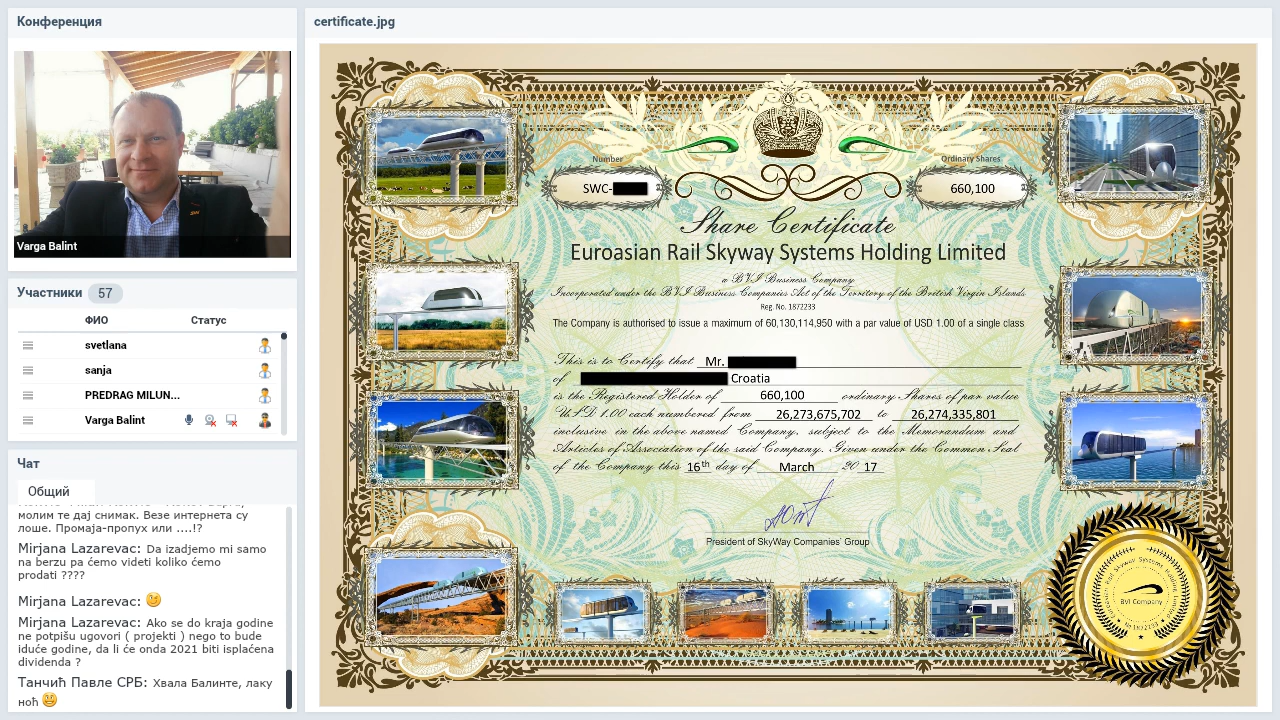 Конференция
Varga Balint
Участники 57
ФИО Статус
svetlana
sanja
PREDRAG MILUN...
Varga Balint
Чат
Общий
молим те дај снимак. Везе интернета су
лоше. Промаја-пропух или ....!?
Mirjana Lazarevac: Da izadjemo mi samo
na berzu pa ćemo videti koliko ćemo
prodati ????
Mirjana Lazarevac:
Mirjana Lazarevac: Ako se do kraja godine
ne potpišu ugovori ( projekti ) nego to bude
iduće godine, da li će onda 2021 biti isplaćena
dividenda ?
Танчић Павле СРБ: Хвала Балинте, лаку
ноћ
certificate.jpg
Number
SWC-
Ordinary Shares
660,100
Share Certificate
Euroasian Rail Skyway Systems Holding Limited
a BVI Business Company
Incorporated under the BVI Business Companies Act of the Territory of the British Virgin Islands
Reg. No. 1872233
The Company is authorised to issue a maximum of 60,130,114,950 with a par value of USD 1.00 of a single class
This is to Certify that Mr.
of Croatia
is the Registered Holder of 660,100 ordinary Shares of par value
USD 1.00 each numbered from 26,273,675,702 to 26,274,335,801
inclusive in the above named Company, subject to the Memorandum and
Articles of Association of the said Company. Given under the Common Seal
of the Company this 16th day of March 20 17
President of SkyWay Companies' Group
BVI Company